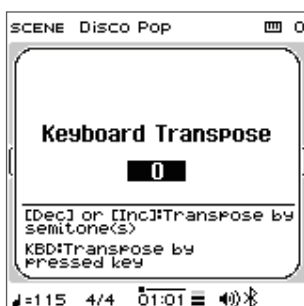 SCENE Disco Pop 0
Keyboard Transpose
0
[Dec] or [Inc]:Transpose by
semitone(s)
KBD:Transpose by
pressed key
♩=115 4/4 01:01